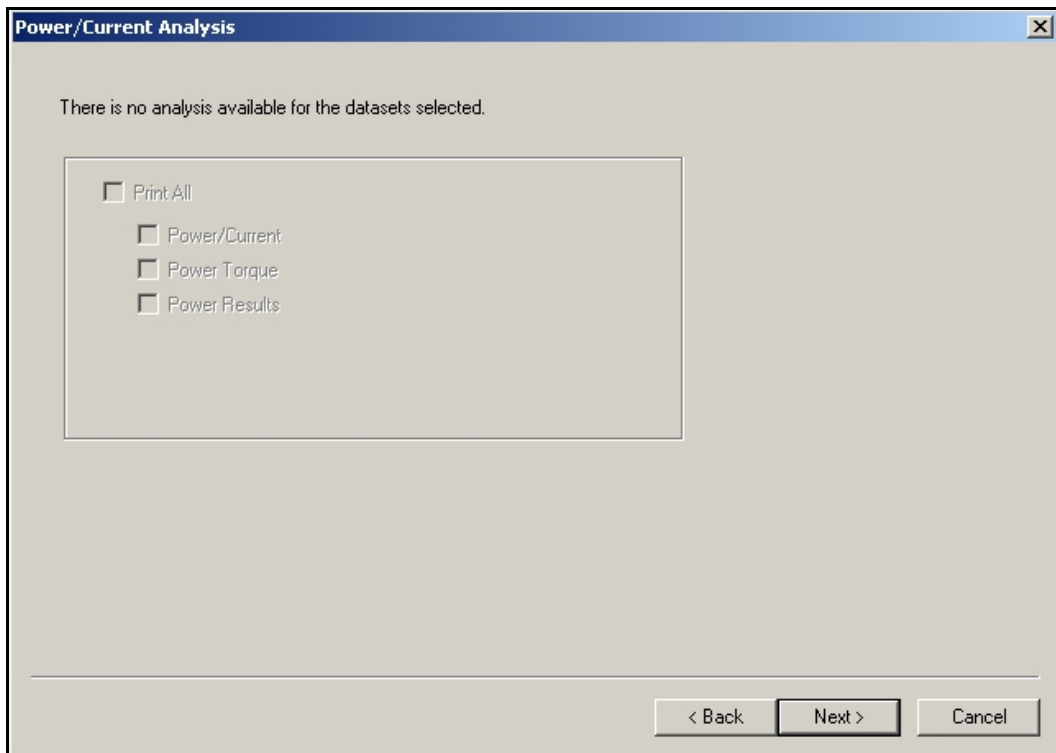 Power/Current Analysis
There is no analysis available for the datasets selected.
Print All
Power/Current
Power Torque
Power Results
< Back
Next >
Cancel